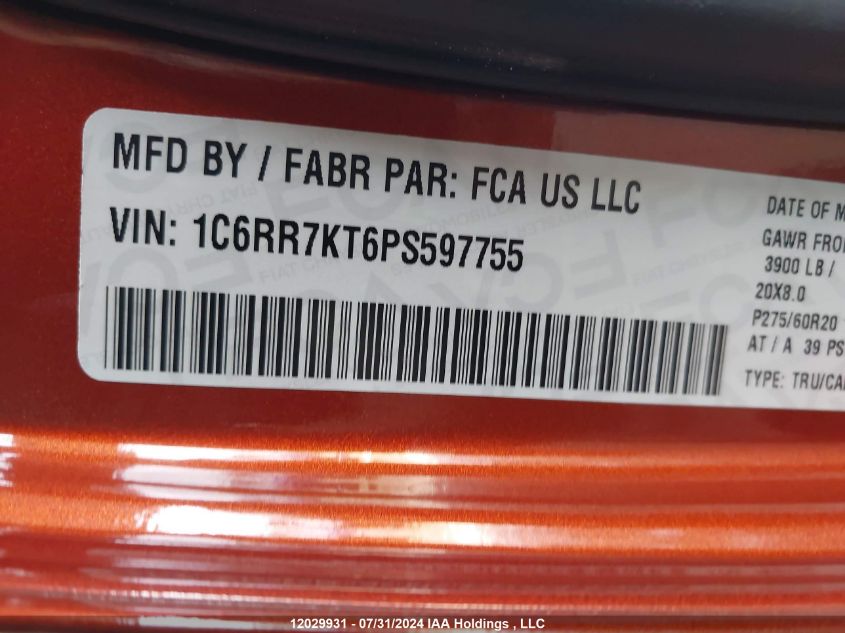 MFD BY / FABR PAR: FCA US LLC
VIN: 1C6RR7KT6PS597755
DATE OF M
GAWR FRO
3900 LB /
20X8.0
P275/60R20
AT / A 39 PS
TYPE: TRU/CA
12029931 - 07/31/2024 IAA Holdings , LLC